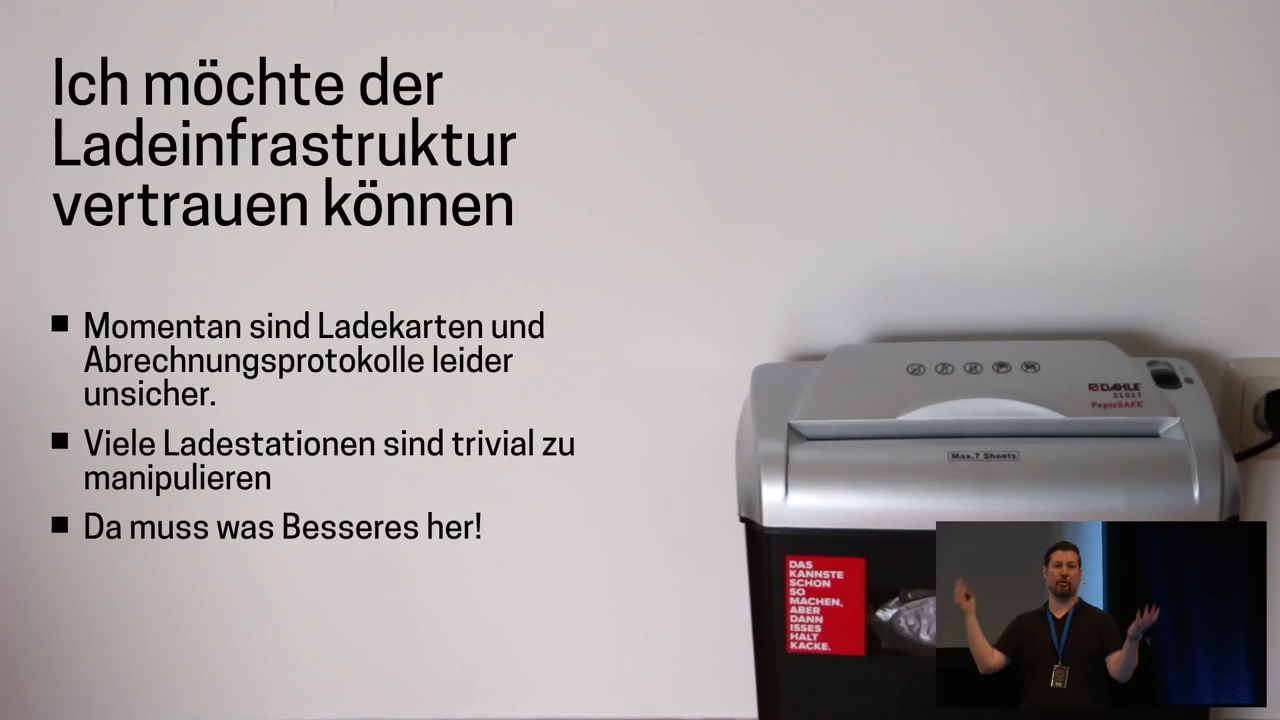 Ich möchte der
Ladeinfrastruktur
vertrauen können
Momentan sind Ladekarten und
Abrechnungsprotokolle leider
unsicher.
Viele Ladestationen sind trivial zu
manipulieren
Da muss was Besseres her!
DAHLE
21017
PaperSAFE
Max.7 Sheets
DAS
KANNSTE
SCHON
SO
MACHEN,
ABER
DANN
ISSES
HALT
KACKE.